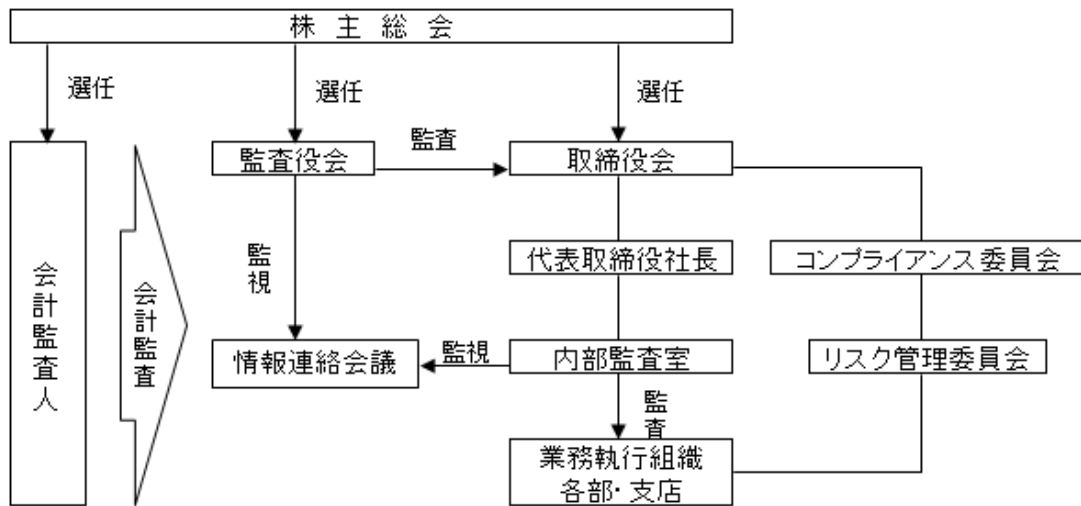 株主総会
選任
選任
選任
監査役会
監査
取締役会
会計監査人
会計監査
監視
代表取締役社長
コンプライアンス委員会
情報連絡会議
監視
内部監査室
リスク管理委員会
監査
業務執行組織
各部・支店